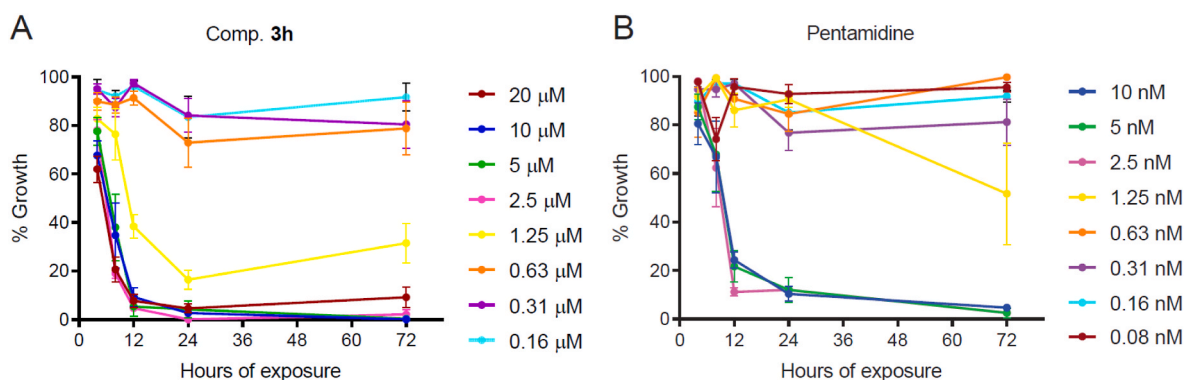 A
Comp. 3h
% Growth
100
80
60
40
20
0
0 12 24 36 48 60 72
Hours of exposure
20 μM
10 μM
5 μM
2.5 μM
1.25 μM
0.63 μM
0.31 μM
0.16 μM
B
Pentamidine
% Growth
100
80
60
40
20
0
0 12 24 36 48 60 72
Hours of exposure
10 nM
5 nM
2.5 nM
1.25 nM
0.63 nM
0.31 nM
0.16 nM
0.08 nM